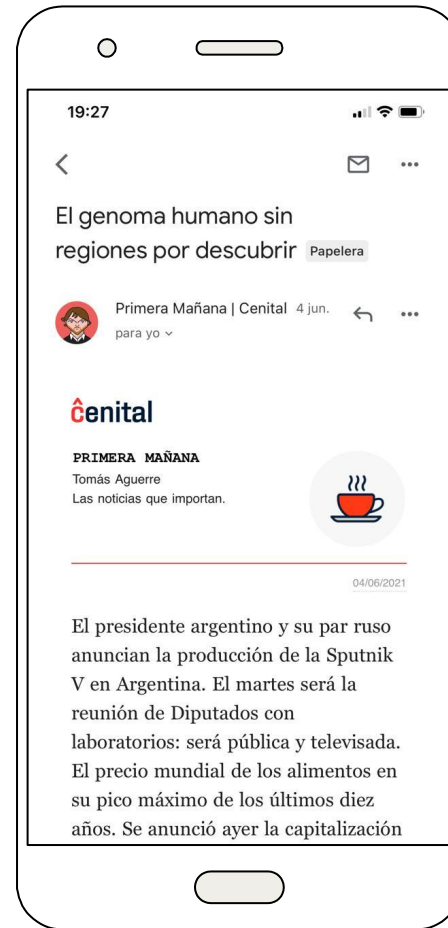 19:27
El genoma humano sin
regiones por descubrir Papelera
Primera Mañana | Cenital 4 jun.
para yo
ĉenital
PRIMERA MAÑANA
Tomás Aguerre
Las noticias que importan.
04/06/2021
El presidente argentino y su par ruso
anuncian la producción de la Sputnik
V en Argentina. El martes será la
reunión de Diputados con
laboratorios: será pública y televisada.
El precio mundial de los alimentos en
su pico máximo de los últimos diez
años. Se anunció ayer la capitalización